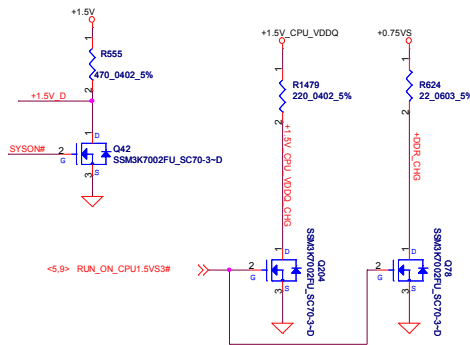 +1.5V
1
R555
470_0402_5%
2
+1.5V_D
1
D
SYSON#
2
G
Q42
SSM3K7002FU_SC70-3~D
S
3
+1.5V_CPU_VDDQ
1
R1479
220_0402_5%
2
+1.5V_CPU_VDDQ_CHG
1
D
<5,9> RUN_ON_CPU1.5VS3#
2
G
Q204
SSM3K7002FU_SC70-3~D
S
3
+0.75VS
1
R624
22_0603_5%
2
+DDR_CHG
1
D
2
G
Q78
SSM3K7002FU_SC70-3~D
S
3